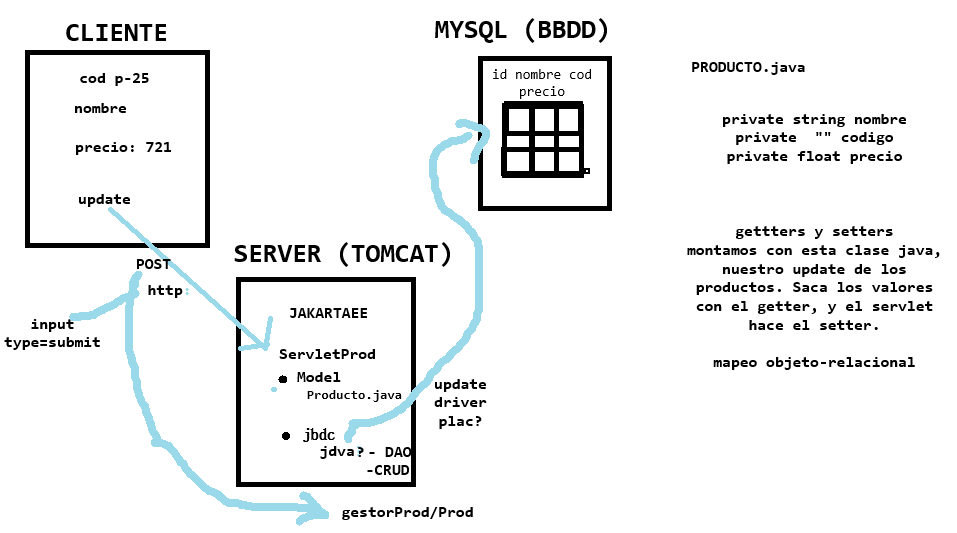 CLIENTE
cod p-25
nombre
precio: 721
update
POST
http:
input
type=submit
SERVER (TOMCAT)
JAKARTAEE
ServletProd
Model
Producto.java
jbdc
jdva? - DAO
-CRUD
gestorProd/Prod
update
driver
plac?
MYSQL (BBDD)
id nombre cod
precio
PRODUCTO.java
private string nombre
private "" codigo
private float precio
gettters y setters
montamos con esta clase java,
nuestro update de los
productos. Saca los valores
con el getter, y el servlet
hace el setter.
mapeo objeto-relacional